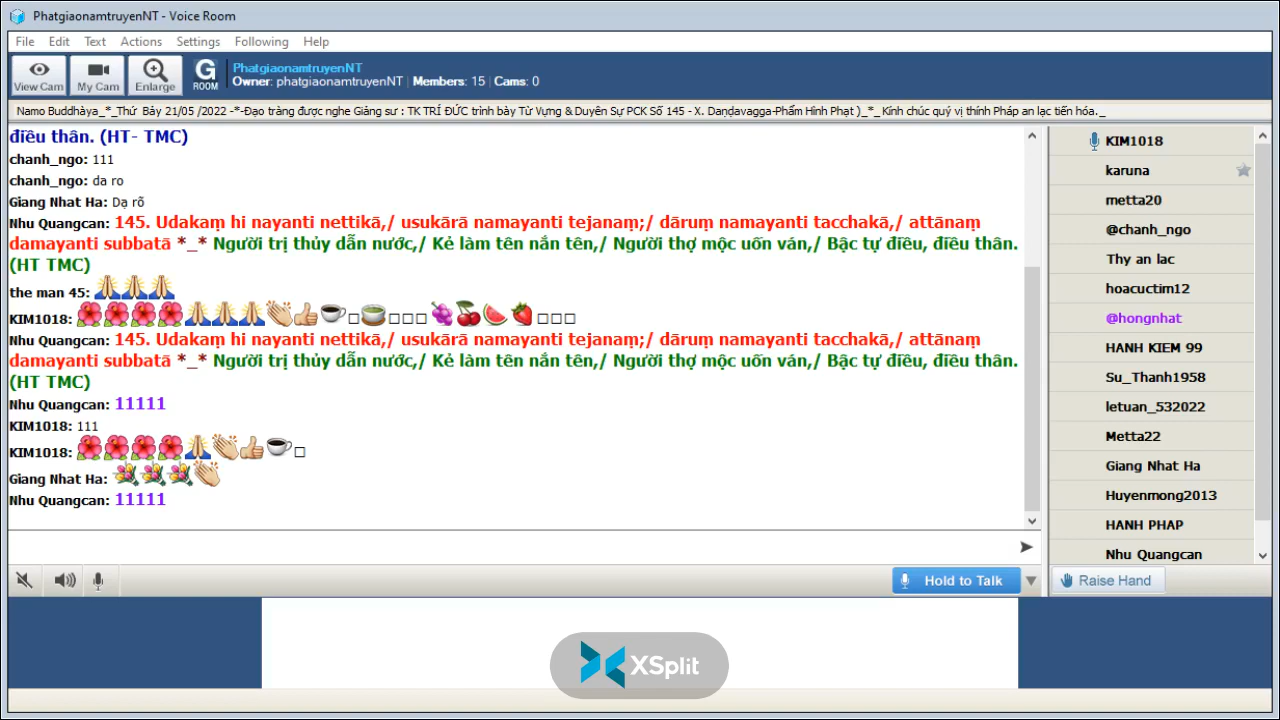 PhatgiaonamtruyenNT - Voice Room
File Edit Text Actions Settings Following Help
View Cam My Cam Enlarge G ROOM
PhatgiaonamtruyenNT
Owner: phatgiaonamtruyenNT | Members: 15 | Cams: 0
Namo Buddhàya_*_Thứ Bảy 21/05 /2022 -*-Đạo tràng được nghe Giảng sư : TK TRÍ ĐỨC trình bày Từ Vựng & Duyên Sự PCK Số 145 - X. Daṇḍavagga-Phẩm Hình Phạt )_*_ Kính chúc quý vị thính Pháp an lạc tiến hóa._
điều thân. (HT- TMC)
chanh_ngo: 111
chanh_ngo: da ro
Giang Nhat Ha: Dạ rõ
Nhu Quangcan: 145. Udakaṃ hi nayanti nettikā,/ usukārā namayanti tejanaṃ;/ dāruṃ namayanti tacchakā,/ attānaṃ
damayanti subbatā *_* Người trị thủy dẫn nước,/ Kẻ làm tên nắn tên,/ Người thợ mộc uốn ván,/ Bậc tự điều, điều thân.
(HT TMC)
the man 45: 🙏🙏🙏
KIM1018: 🌺🌺🌺🌺🙏🙏🙏👏👍☕□🍵□□□🍇🍒🍉🍓□□□
Nhu Quangcan: 145. Udakaṃ hi nayanti nettikā,/ usukārā namayanti tejanaṃ;/ dāruṃ namayanti tacchakā,/ attānaṃ
damayanti subbatā *_* Người trị thủy dẫn nước,/ Kẻ làm tên nắn tên,/ Người thợ mộc uốn ván,/ Bậc tự điều, điều thân.
(HT TMC)
Nhu Quangcan: 11111
KIM1018: 111
KIM1018: 🌺🌺🌺🌺🙏👏👍☕□
Giang Nhat Ha: 💐💐💐👏
Nhu Quangcan: 11111
KIM1018
karuna
metta20
@chanh_ngo
Thy an lac
hoacuctim12
@hongnhat
HANH KIEM 99
Su_Thanh1958
letuan_532022
Metta22
Giang Nhat Ha
Huyenmong2013
HANH PHAP
Nhu Quangcan
Hold to Talk
Raise Hand
XSplit